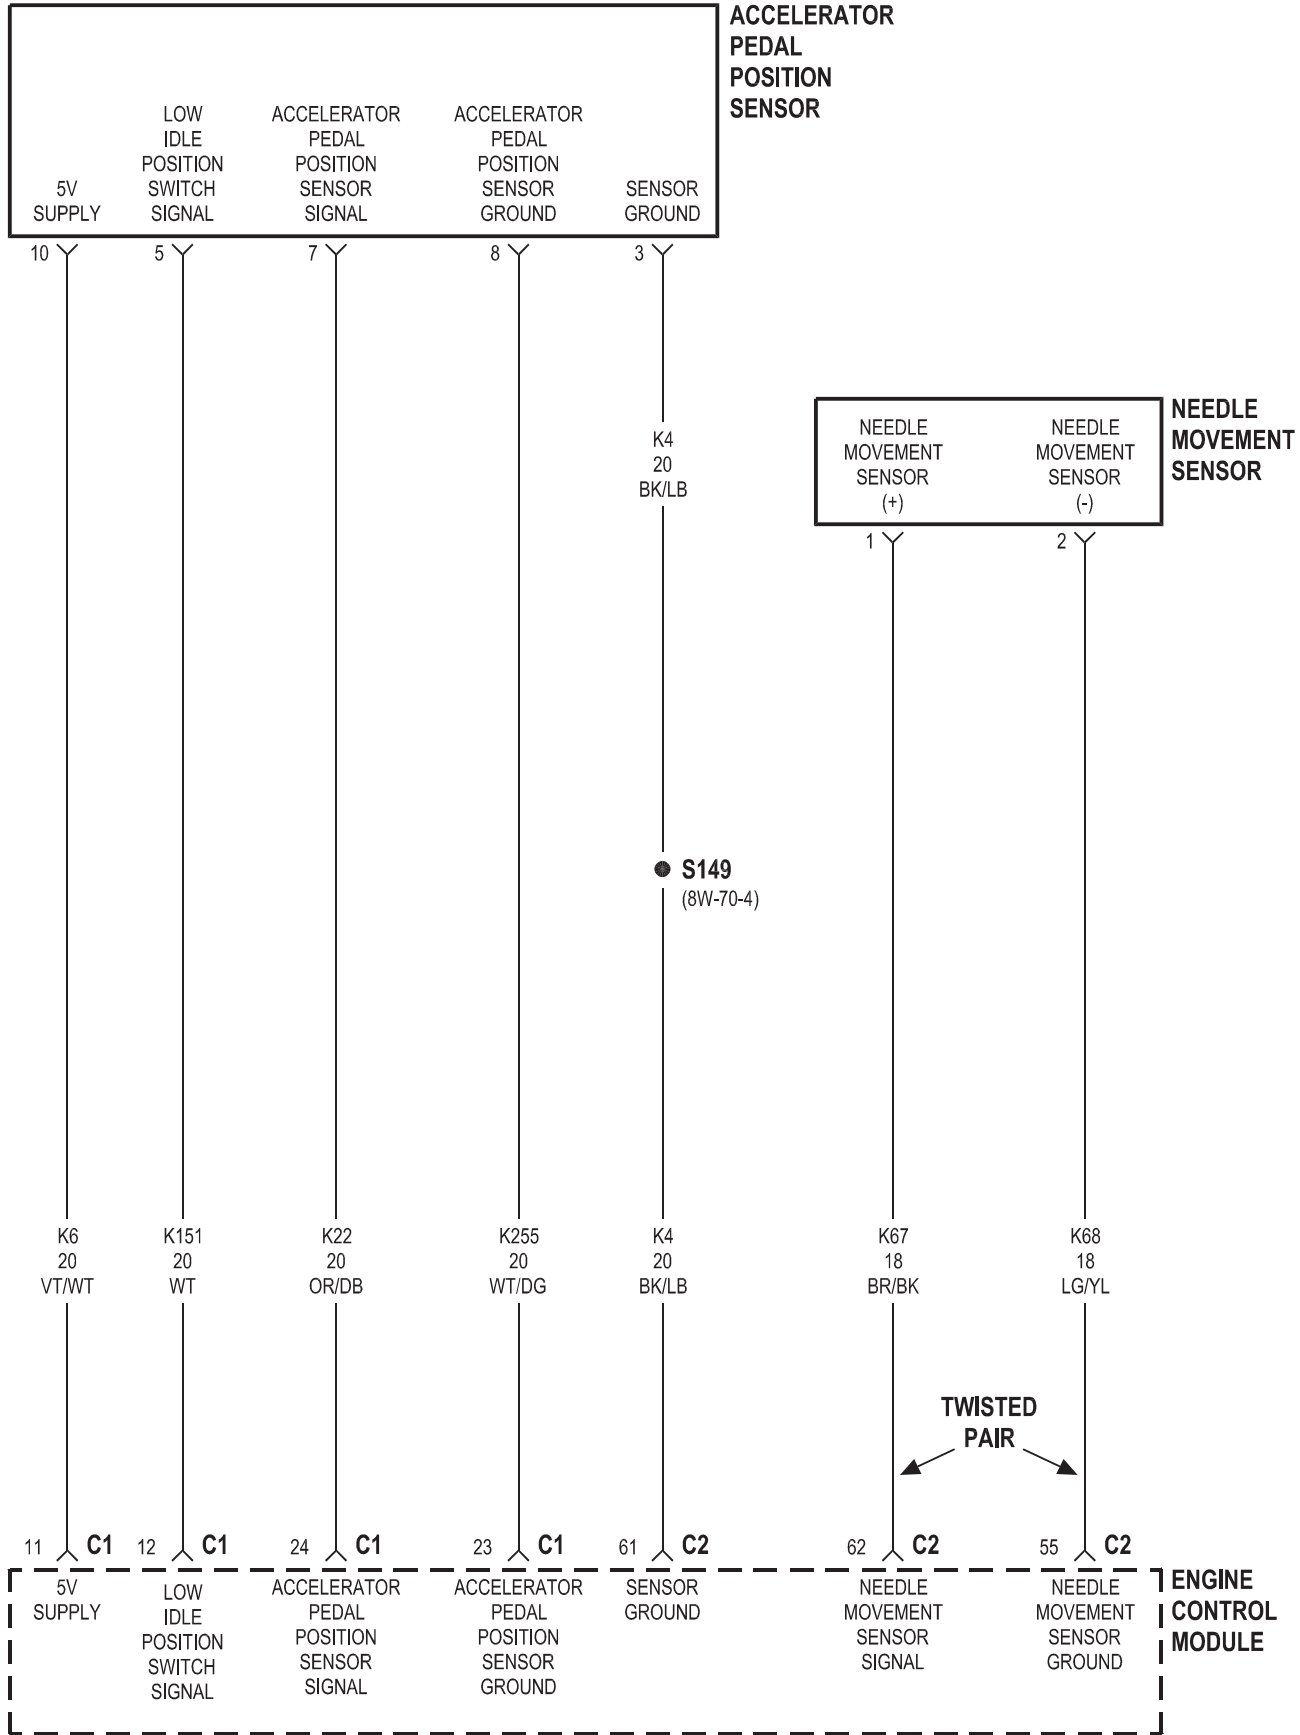 ACCELERATOR
PEDAL
POSITION
SENSOR
5V
SUPPLY
LOW
IDLE
POSITION
SWITCH
SIGNAL
ACCELERATOR
PEDAL
POSITION
SENSOR
SIGNAL
ACCELERATOR
PEDAL
POSITION
SENSOR
GROUND
SENSOR
GROUND
10
5
7
8
3
K4
20
BK/LB
NEEDLE
MOVEMENT
SENSOR
NEEDLE
MOVEMENT
SENSOR
(+)
NEEDLE
MOVEMENT
SENSOR
(-)
1
2
S149
(8W-70-4)
K6
20
VT/WT
K151
20
WT
K22
20
OR/DB
K255
20
WT/DG
K4
20
BK/LB
K67
18
BR/BK
K68
18
LG/YL
TWISTED
PAIR
11 C1
12 C1
24 C1
23 C1
61 C2
62 C2
55 C2
5V
SUPPLY
LOW
IDLE
POSITION
SWITCH
SIGNAL
ACCELERATOR
PEDAL
POSITION
SENSOR
SIGNAL
ACCELERATOR
PEDAL
POSITION
SENSOR
GROUND
SENSOR
GROUND
NEEDLE
MOVEMENT
SENSOR
SIGNAL
NEEDLE
MOVEMENT
SENSOR
GROUND
ENGINE
CONTROL
MODULE